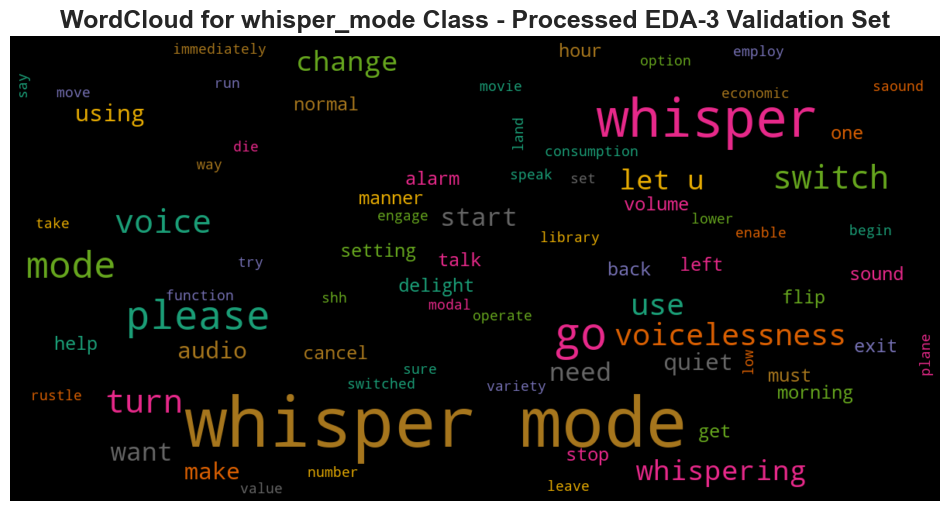 WordCloud for whisper_mode Class - Processed EDA-3 Validation Set
immediately
hour
employ
change
option
say
move
run
movie
economic
saound
using
normal
whisper
one
land
die
consumption
way
alarm
speak
set
let u
switch
manner
volume
take
voice
engage
start
lower
library
enable
begin
mode
try
setting
talk
back
left
sound
function
shh
delight
modal
use
flip
please
operate
go
voicelessness
help
audio
cancel
need
quiet
low
exit
plane
sure
switched
variety
must
morning
rustle
turn
whisper mode
get
want
stop
make
number
whispering
value
leave